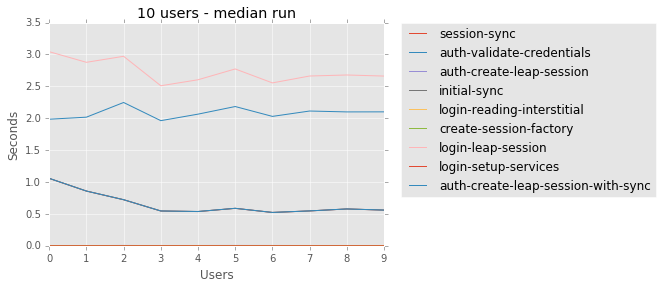 10 users - median run
3.5
3.0
2.5
2.0
1.5
1.0
0.5
0.0
Seconds
0 1 2 3 4 5 6 7 8 9
Users
session-sync
auth-validate-credentials
auth-create-leap-session
initial-sync
login-reading-interstitial
create-session-factory
login-leap-session
login-setup-services
auth-create-leap-session-with-sync